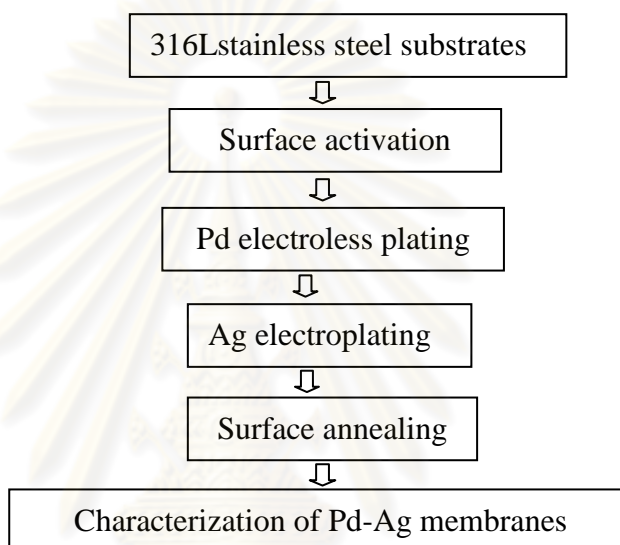 316Lstainless steel substrates
Surface activation
Pd electroless plating
Ag electroplating
Surface annealing
Characterization of Pd-Ag membranes